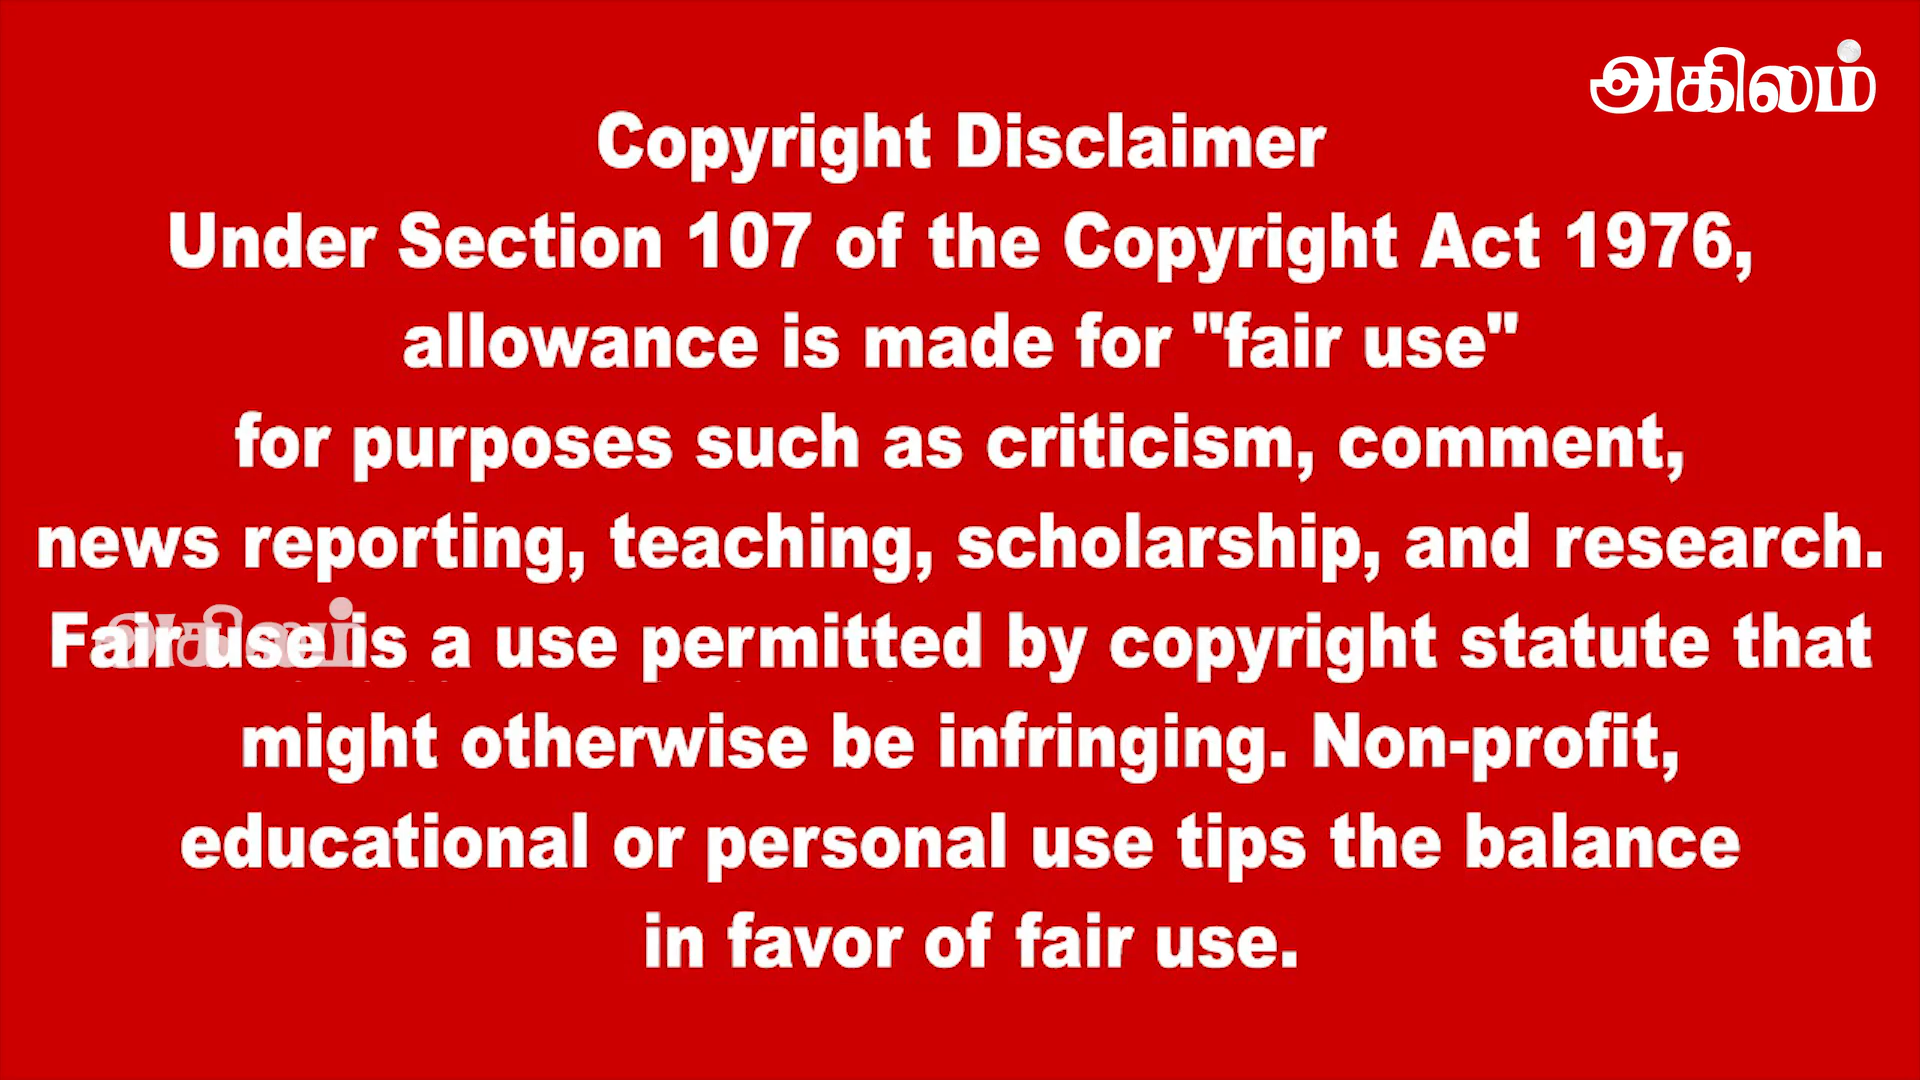 அகிலம்
Copyright Disclaimer
Under Section 107 of the Copyright Act 1976,
allowance is made for "fair use"
for purposes such as criticism, comment,
news reporting, teaching, scholarship, and research.
Fair use is a use permitted by copyright statute that
அகிலம்
might otherwise be infringing. Non-profit,
educational or personal use tips the balance
in favor of fair use.